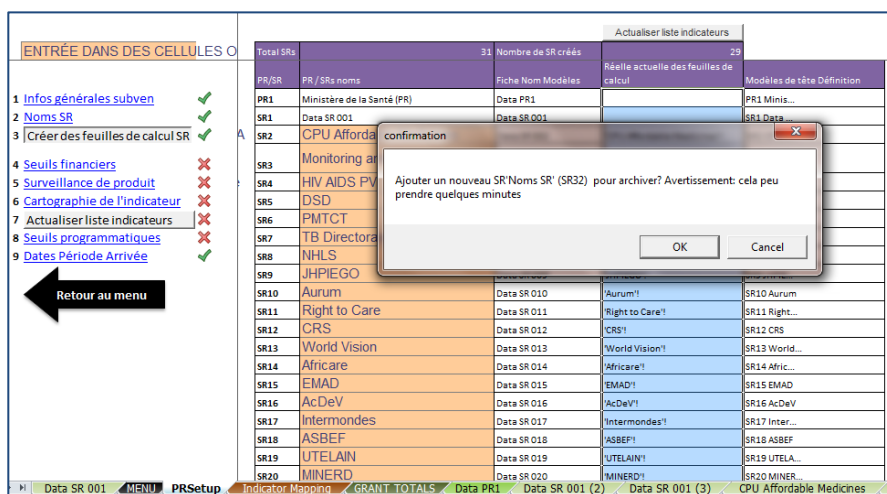 Actualiser liste indicateurs
ENTRÉE DANS DES CELLULES O
Total SRs 31 Nombre de SR créés 29
PR/SR PR / SRs noms Fiche Nom Modèles Réelle actuelle des feuilles de calcul Modèles de tête Définition
1 Infos générales subven
2 Noms SR
3 Créer des feuilles de calcul SR
4 Seuils financiers
5 Surveillance de produit
6 Cartographie de l'indicateur
7 Actualiser liste indicateurs
8 Seuils programmatiques
9 Dates Période Arrivée
Retour au menu
PR1 Ministère de la Santé (PR) Data PR1 PR1 Minis...
SR1 Data SR 001 Data SR 001 SR1 Data ...
A SR2 CPU Afforda
SR3 Monitoring ar
SR4 HIV AIDS PV
SR5 DSD
SR6 PMTCT
SR7 TB Directora
SR8 NHLS
SR9 JHPIEGO
confirmation
Ajouter un nouveau SR'Noms SR' (SR32) pour archiver? Avertissement: cela peu
prendre quelques minutes
OK Cancel
SR10 Aurum Data SR 010 'Aurum'! SR10 Aurum
SR11 Right to Care Data SR 011 'Right to Care'! SR11 Right...
SR12 CRS Data SR 012 'CRS'! SR12 CRS
SR13 World Vision Data SR 013 'World Vision'! SR13 World...
SR14 Africare Data SR 014 'Africare'! SR14 Afric...
SR15 EMAD Data SR 015 'EMAD'! SR15 EMAD
SR16 AcDeV Data SR 016 'AcDeV'! SR16 AcDeV
SR17 Intermondes Data SR 017 'Intermondes'! SR17 Inter...
SR18 ASBEF Data SR 018 'ASBEF'! SR18 ASBEF
SR19 UTELAIN Data SR 019 'UTELAIN'! SR19 UTELA...
SR20 MINERD Data SR 020 'MINERD'! SR20 MINER...
Data SR 001 MENU PRSetup Indicator Mapping GRANT TOTALS Data PR1 Data SR 001 (2) Data SR 001 (3) CPU Affordable Medicines